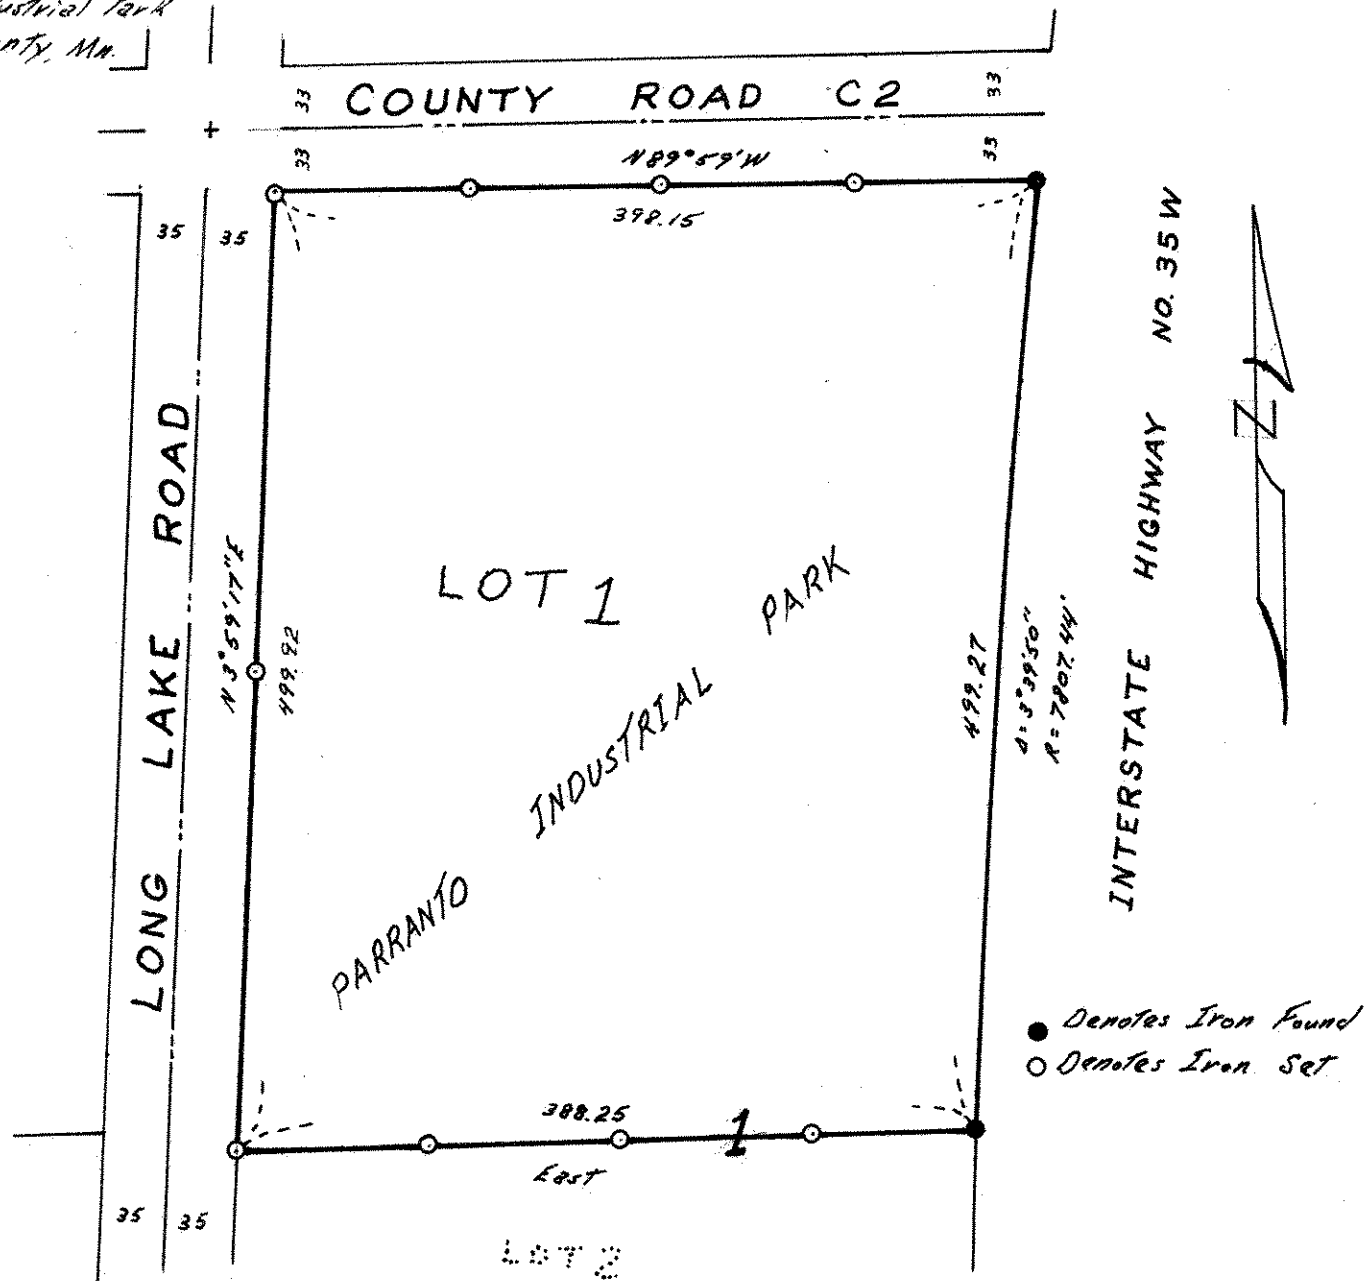 ustrial Park
nty, Mn.
33
COUNTY ROAD C2
33
33
N89°59'W
33
398.15
35
35
LONG LAKE ROAD
N 3°59'17"E
499.92
LOT 1
PARRANTO INDUSTRIAL PARK
499.27
Δ=3°39'50"
R=7807.44'
INTERSTATE HIGHWAY NO. 35W
N
Denotes Iron Found
Denotes Iron Set
388.25
1
East
35
35
LOT 2